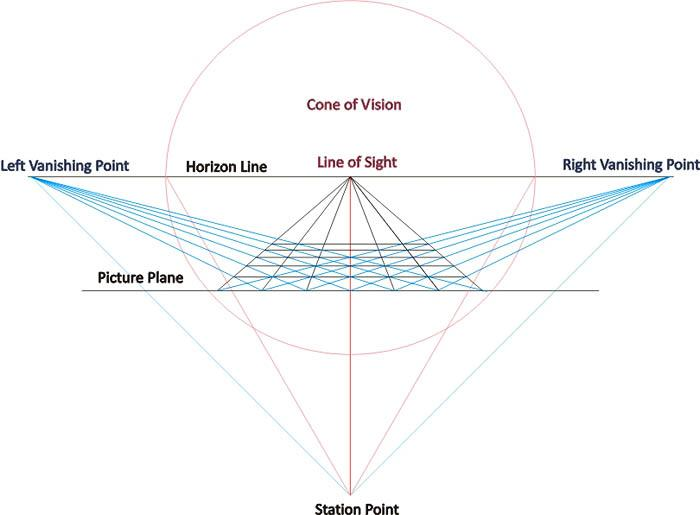 Cone of Vision
Left Vanishing Point
Horizon Line
Line of Sight
Right Vanishing Point
Picture Plane
Station Point